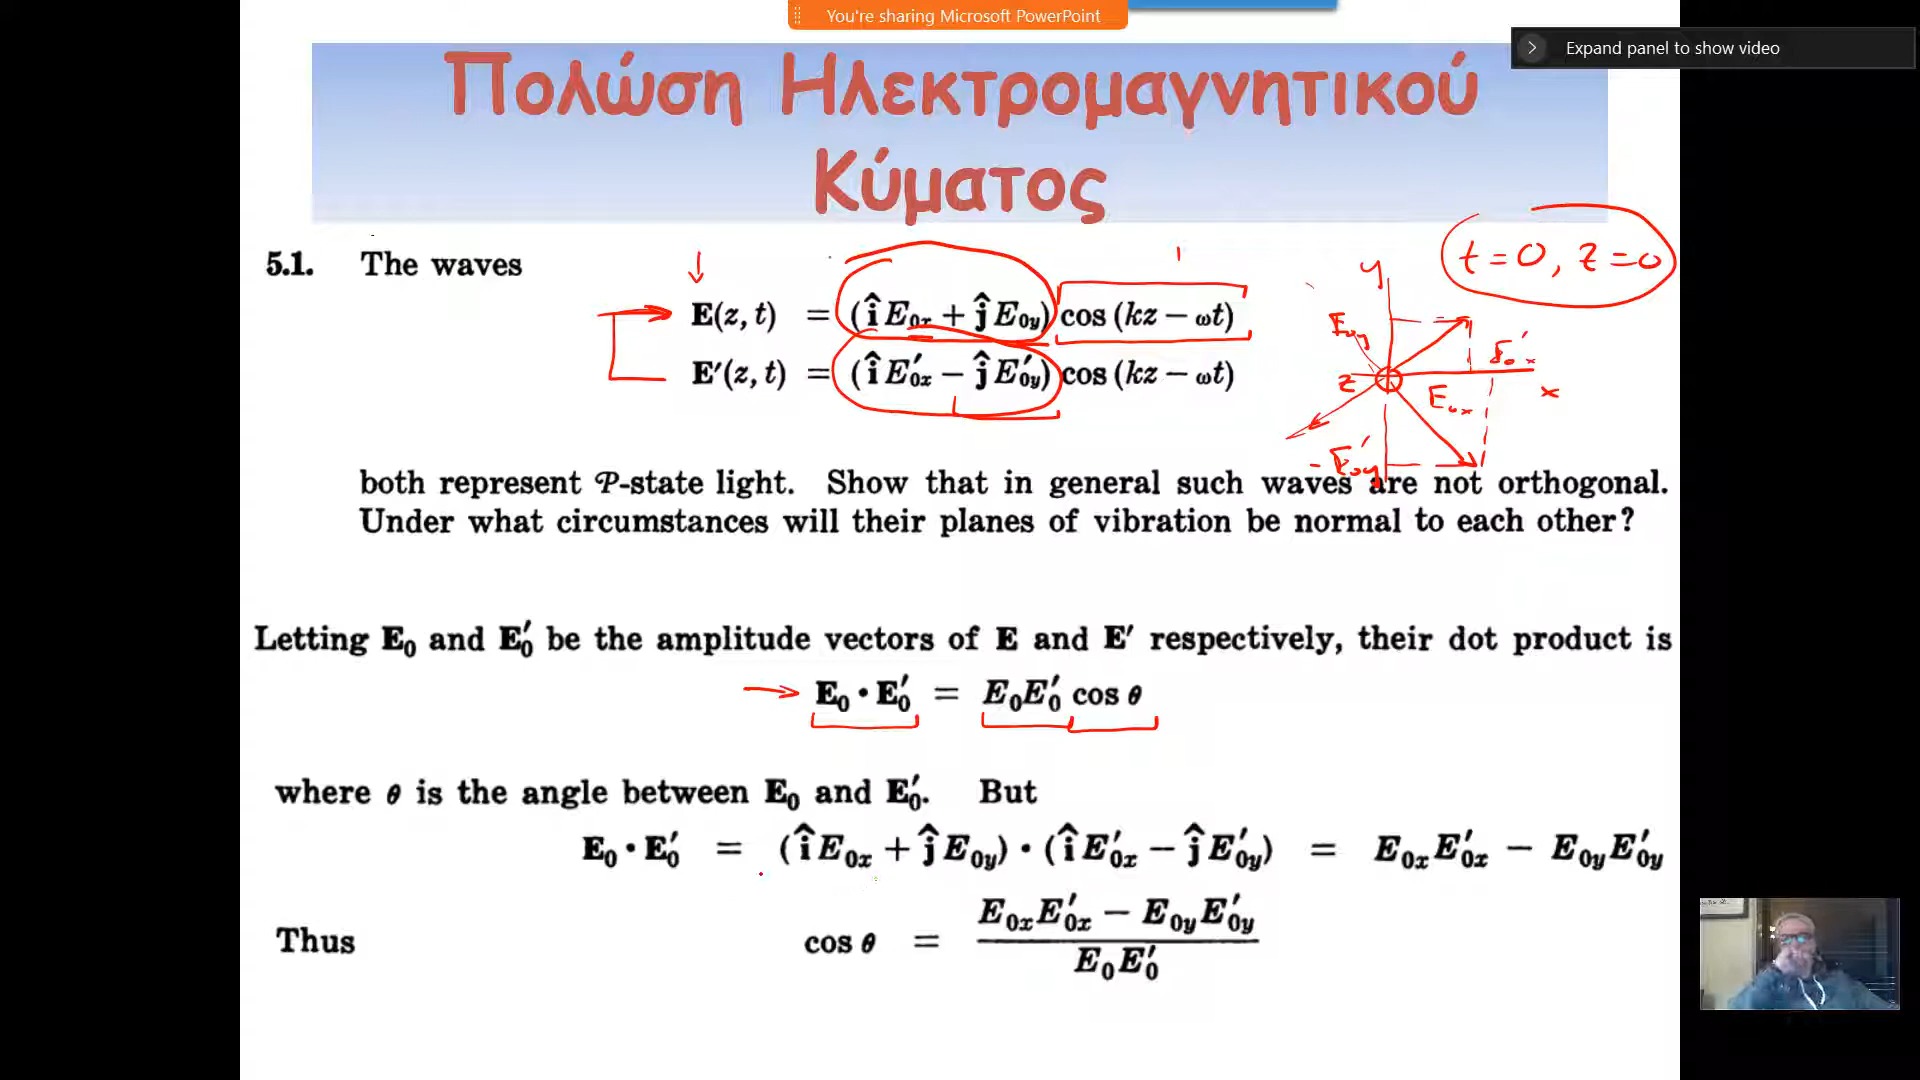 You're sharing Microsoft PowerPoint
Expand panel to show video
Πολώση Ηλεκτρομαγνητικού
Κύματος
t = 0, z = 0
5.1. The waves
E(z, t) = (îE₀ₓ + ĵE₀y) cos (kz − ωt)
E′(z, t) = (îE′₀ₓ − ĵE′₀y) cos (kz − ωt)
y
E₀y
E₀′x
z
E₀x
x
- E₀y′
both represent 𝒫-state light. Show that in general such waves are not orthogonal.
Under what circumstances will their planes of vibration be normal to each other?
Letting E₀ and E′₀ be the amplitude vectors of E and E′ respectively, their dot product is
E₀ • E′₀ = E₀E′₀ cos θ
where θ is the angle between E₀ and E′₀. But
E₀ • E′₀ = (îE₀ₓ + ĵE₀y) • (îE′₀ₓ − ĵE′₀y) = E₀ₓE′₀ₓ − E₀yE′₀y
Thus cos θ = E₀ₓE′₀ₓ − E₀yE′₀y
E₀E′₀